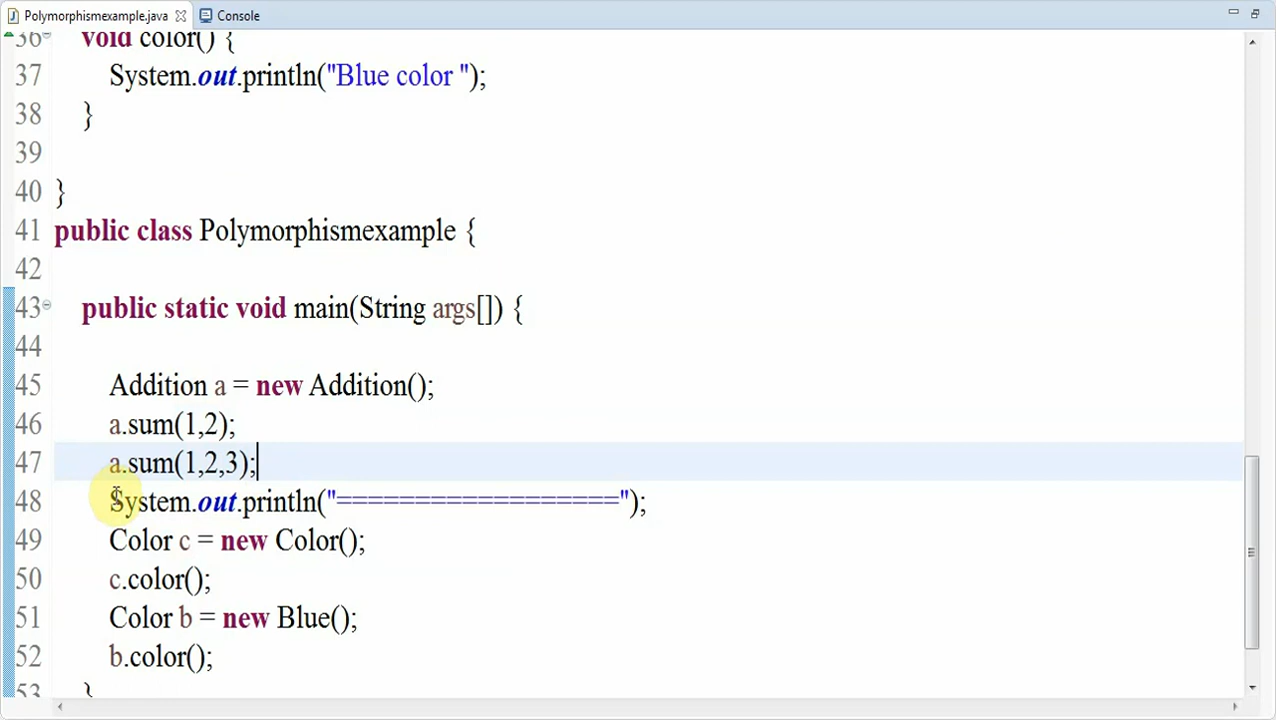 Polymorphismexample.java Console
36 void color() {
37 System.out.println("Blue color ");
38 }
39
40 }
41 public class Polymorphismexample {
42
43 public static void main(String args[]) {
44
45 Addition a = new Addition();
46 a.sum(1,2);
47 a.sum(1,2,3);
48 System.out.println("==================");
49 Color c = new Color();
50 c.color();
51 Color b = new Blue();
52 b.color();
53 }